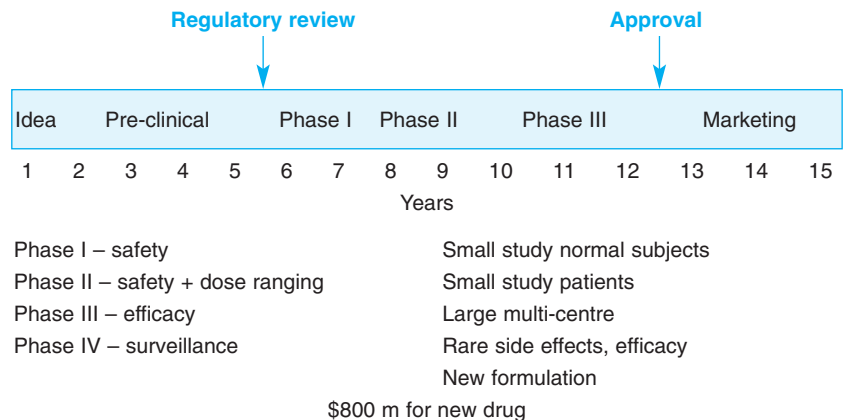 Regulatory review Approval
Idea Pre-clinical Phase I Phase II Phase III Marketing
1 2 3 4 5 6 7 8 9 10 11 12 13 14 15
Years
Phase I – safety Small study normal subjects
Phase II – safety + dose ranging Small study patients
Phase III – efficacy Large multi-centre
Phase IV – surveillance Rare side effects, efficacy
New formulation
$800 m for new drug